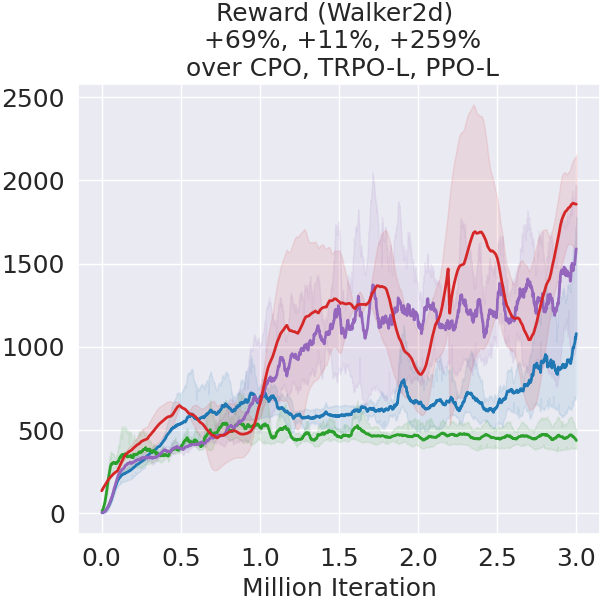 Reward (Walker2d)
+69%, +11%, +259%
over CPO, TRPO-L, PPO-L
2500
2000
1500
1000
500
0
0.0 0.5 1.0 1.5 2.0 2.5 3.0
Million Iteration